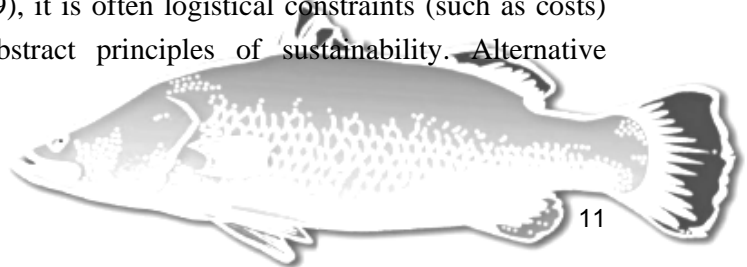 9), it is often logistical constraints (such as costs)
bstract principles of sustainability. Alternative
11